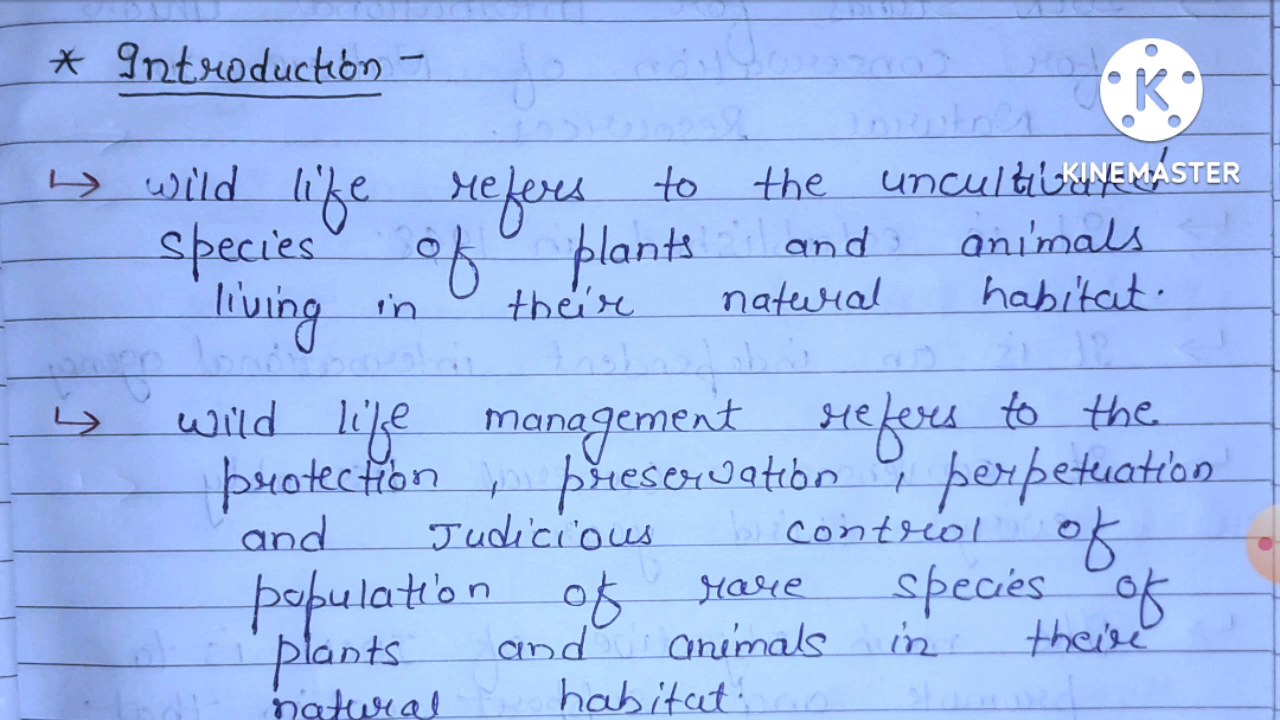 * Introduction -
↳ wild life refers to the uncultivated
species of plants and animals
living in their natural habitat.
↳ wild life management refers to the
protection, preservation, perpetuation
and Judicious control of
population of rare species of
plants and animals in their
natural habitat.
K
KINEMASTER